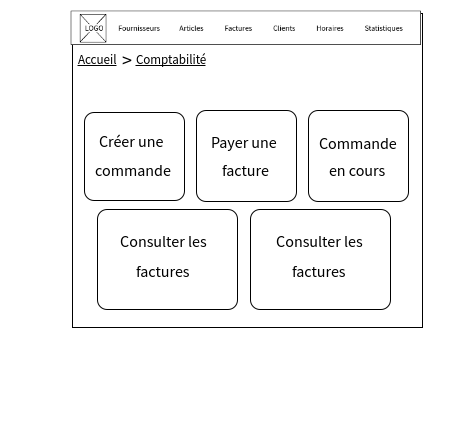 LOGO Fournisseurs Articles Factures Clients Horaires Statistiques
Accueil > Comptabilité
Créer une
commande
Payer une
facture
Commande
en cours
Consulter les
factures
Consulter les
factures